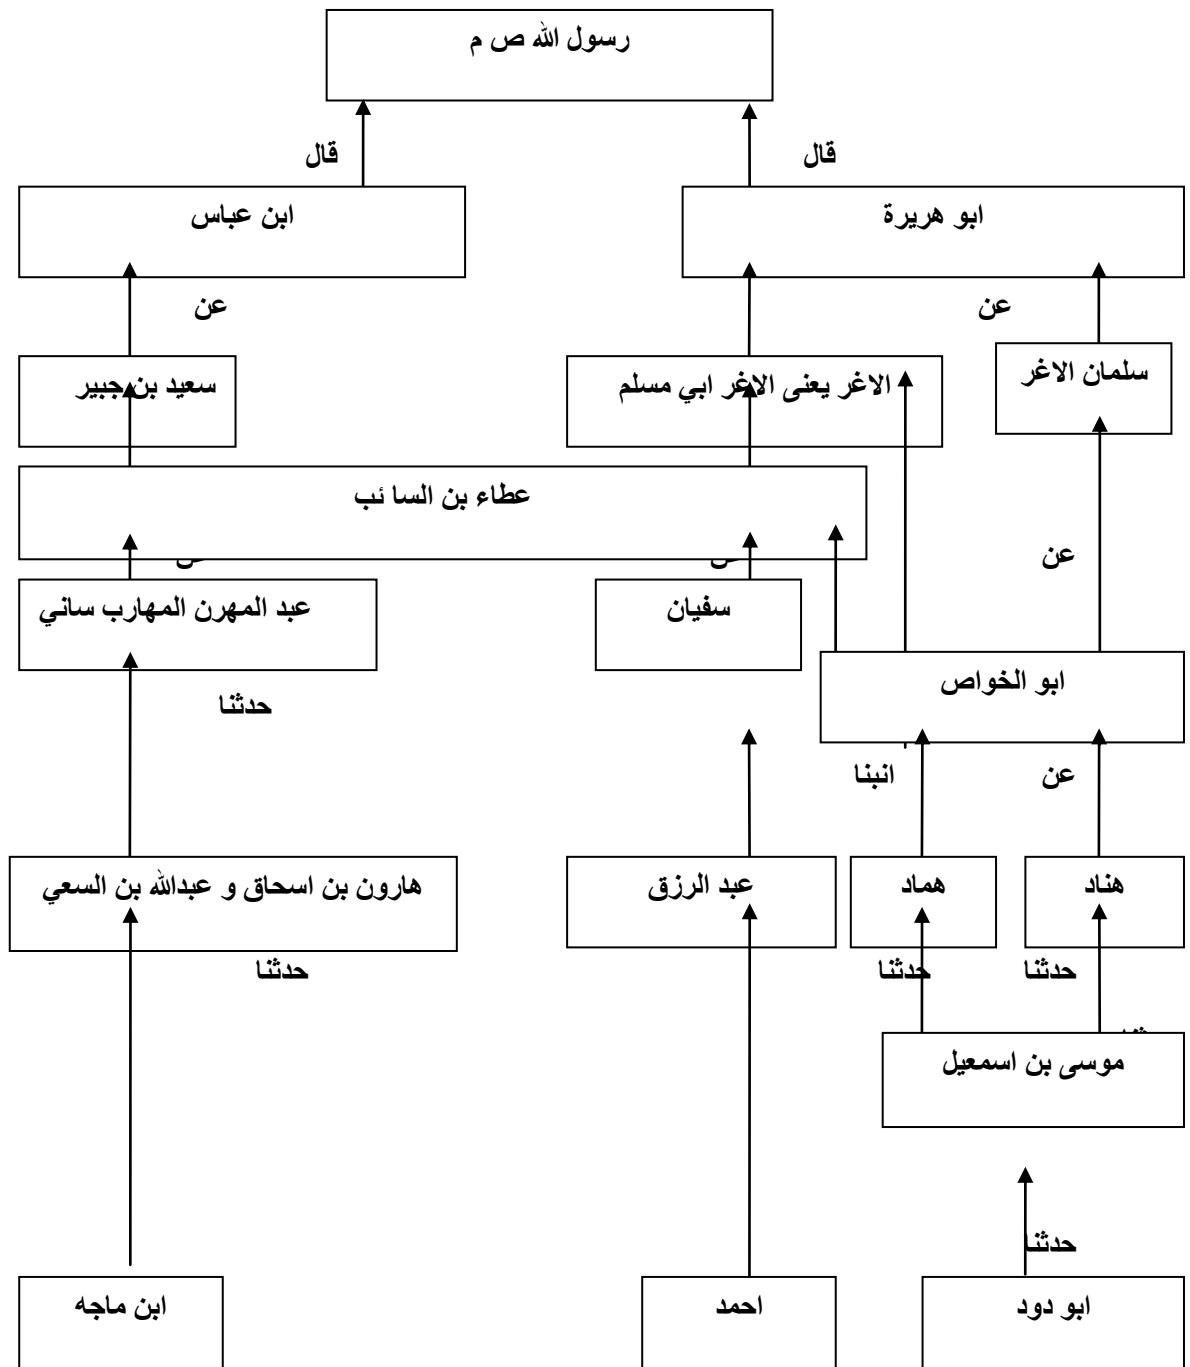 رسول الله ص م
قال
قال
ابو هريرة
ابن عباس
عن
عن
سلمان الاغر
الاغر يعنى الاغر ابي مسلم
سعيد بن جبير
عطاء بن السا ئب
عن
سفيان
عبد المهرن المهارب ساني
ابو الخواص
حدثنا
عن
انبنا
هناد
هماد
عبد الرزق
هارون بن اسحاق و عبدالله بن السعي
حدثنا
حدثنا
حدثنا
موسى بن اسمعيل
حدثنا
ابو دود
احمد
ابن ماجه